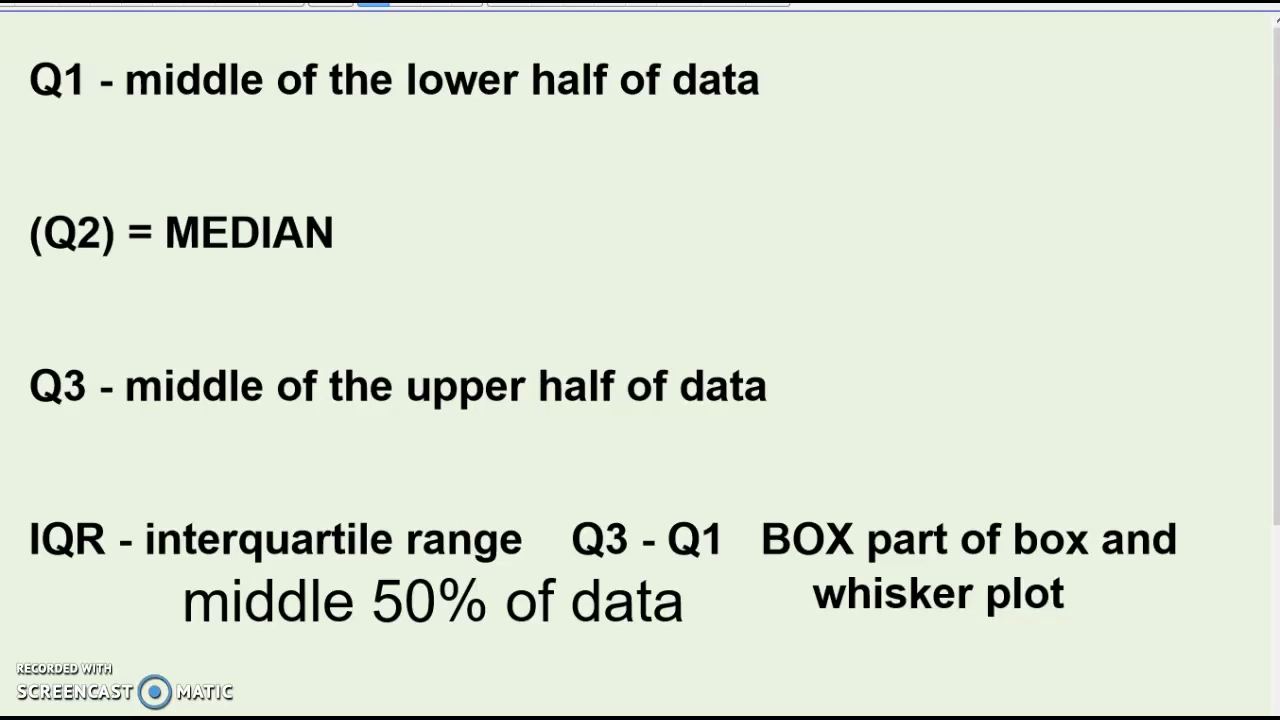 Q1 - middle of the lower half of data
(Q2) = MEDIAN
Q3 - middle of the upper half of data
IQR - interquartile range Q3 - Q1 BOX part of box and
middle 50% of data whisker plot
RECORDED WITH
SCREENCAST MATIC